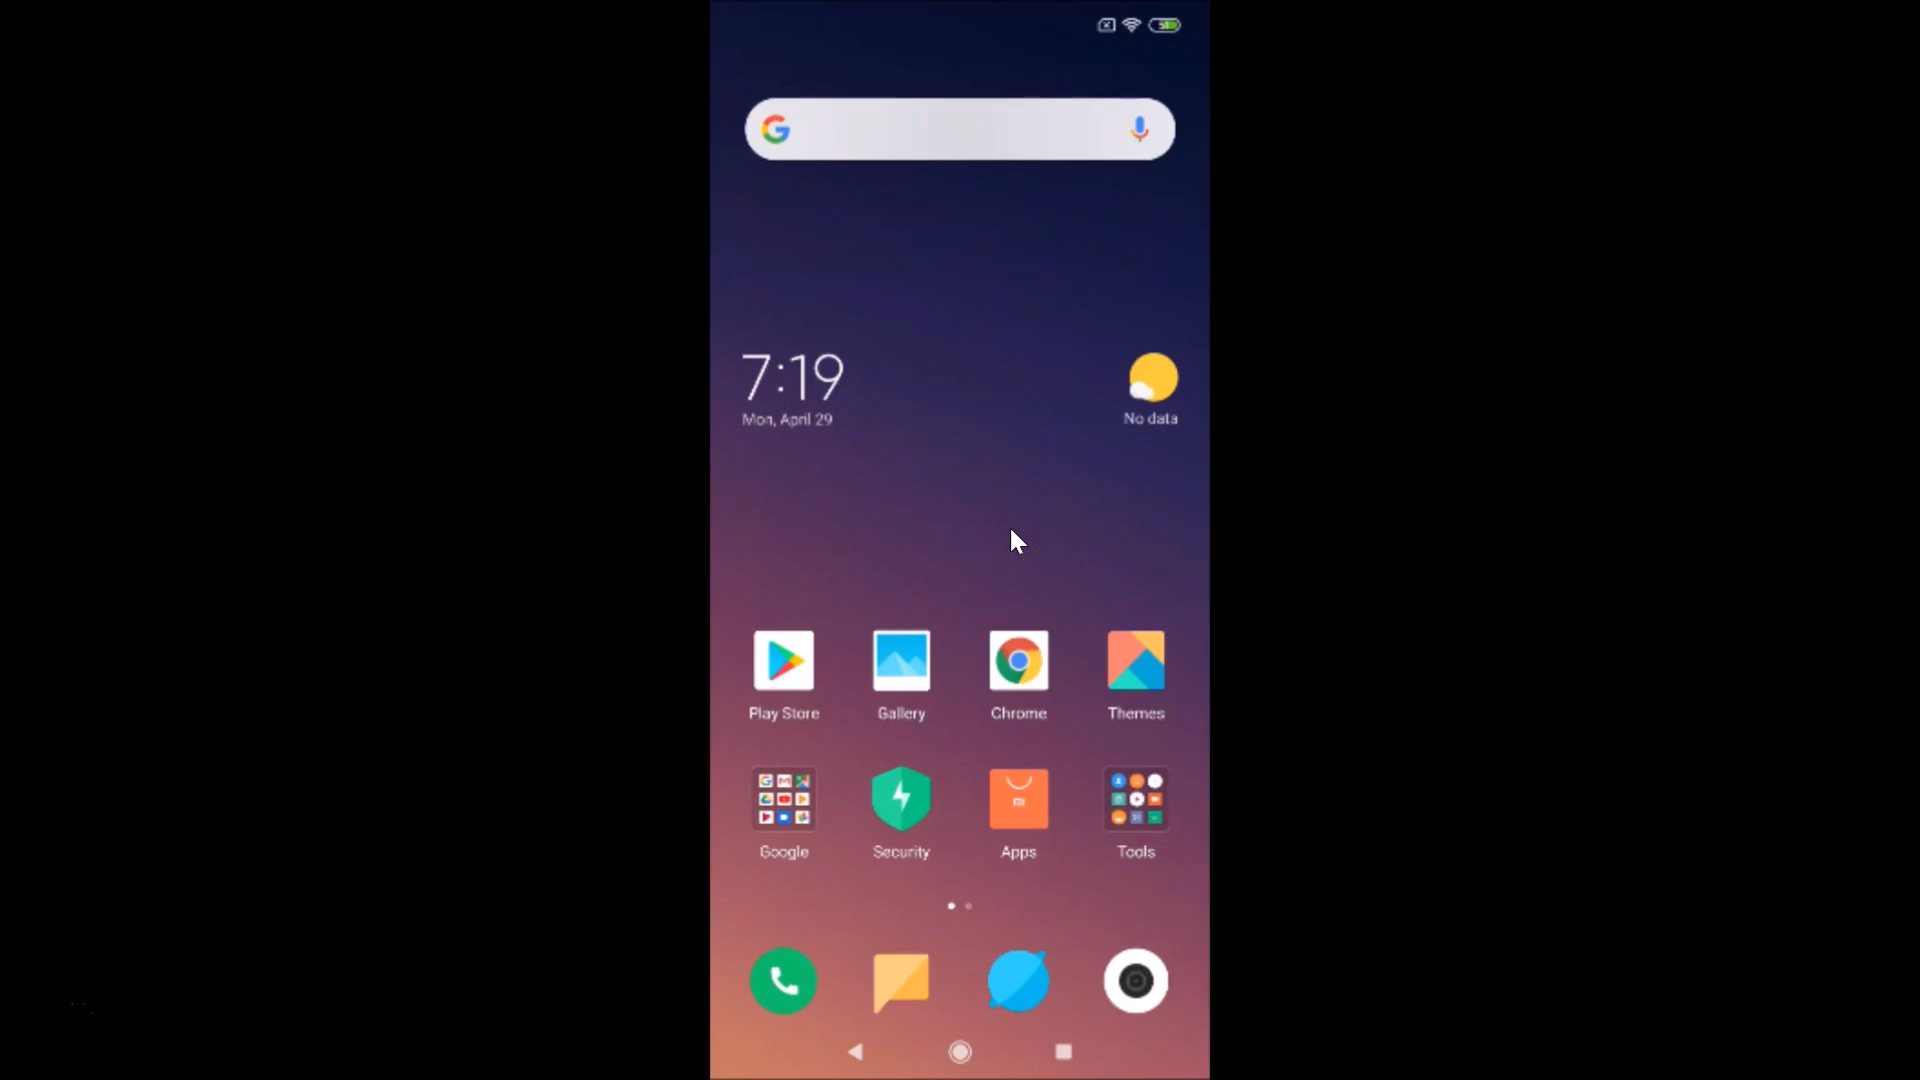 7:19
Mon, April 29
No data
Play Store
Gallery
Chrome
Themes
Google
Security
Apps
Tools